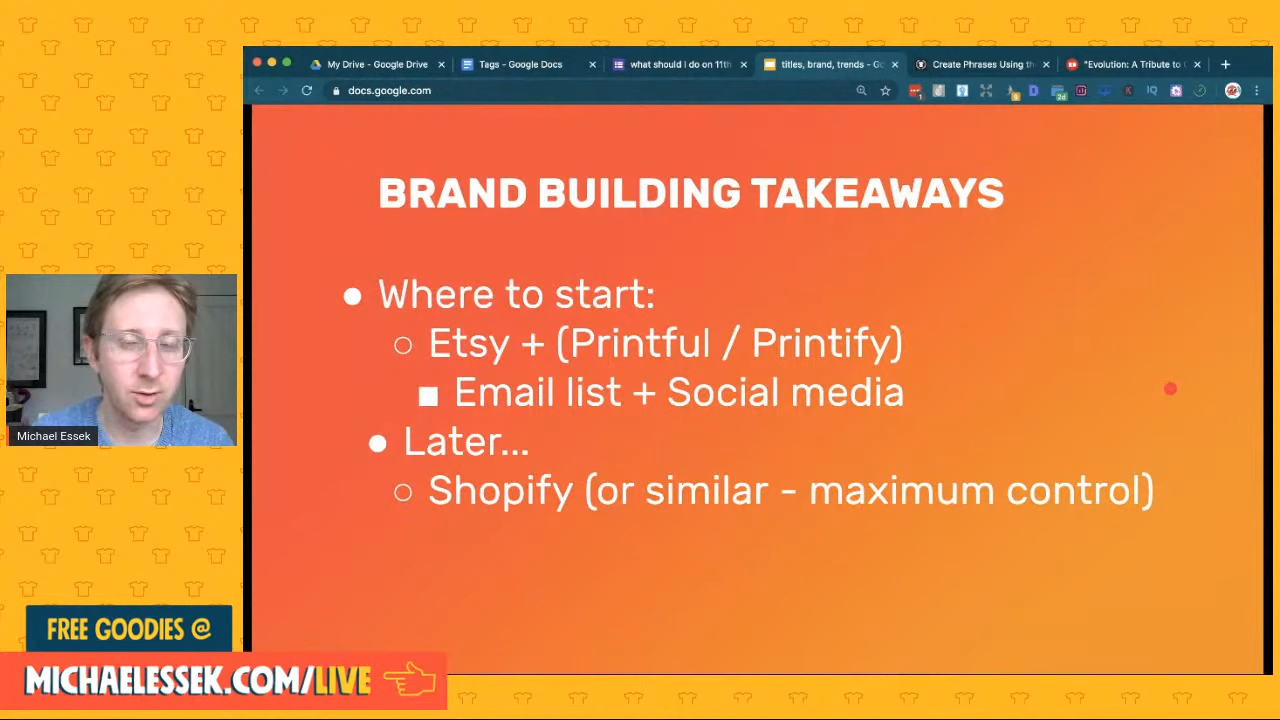 My Drive - Google Drive
Tags - Google Docs
what should I do on 11th
titles, brand, trends - Go
Create Phrases Using th
"Evolution: A Tribute to
docs.google.com
BRAND BUILDING TAKEAWAYS
● Where to start:
○ Etsy + (Printful / Printify)
■ Email list + Social media
● Later...
○ Shopify (or similar - maximum control)
Michael Essek
FREE GOODIES @
MICHAELESSEK.COM/LIVE